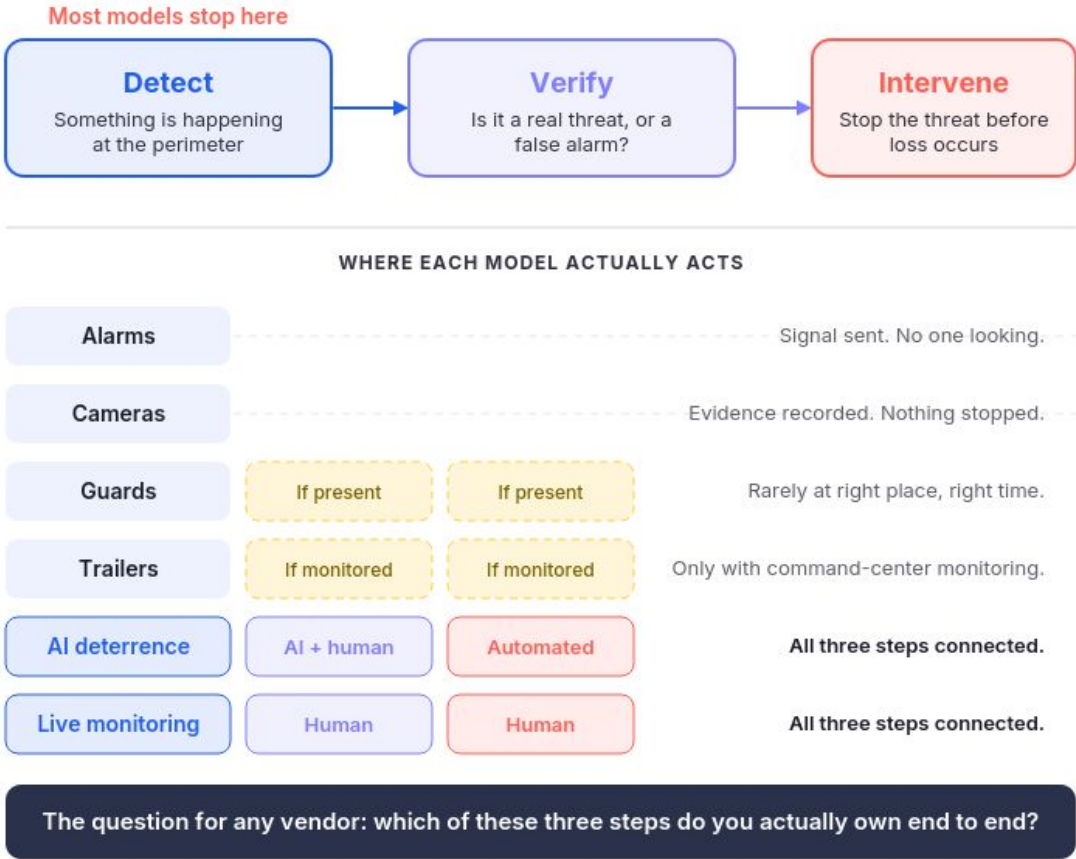 Most models stop here
Detect
Something is happening
at the perimeter
Verify
Is it a real threat, or a
false alarm?
Intervene
Stop the threat before
loss occurs
WHERE EACH MODEL ACTUALLY ACTS
Alarms
Signal sent. No one looking.
Cameras
Evidence recorded. Nothing stopped.
Guards
If present
If present
Rarely at right place, right time.
Trailers
If monitored
If monitored
Only with command-center monitoring.
AI deterrence
AI + human
Automated
All three steps connected.
Live monitoring
Human
Human
All three steps connected.
The question for any vendor: which of these three steps do you actually own end to end?